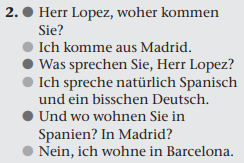 2. ● Herr Lopez, woher kommen
Sie?
● Ich komme aus Madrid.
● Was sprechen Sie, Herr Lopez?
● Ich spreche natürlich Spanisch
und ein bisschen Deutsch.
● Und wo wohnen Sie in
Spanien? In Madrid?
● Nein, ich wohne in Barcelona.